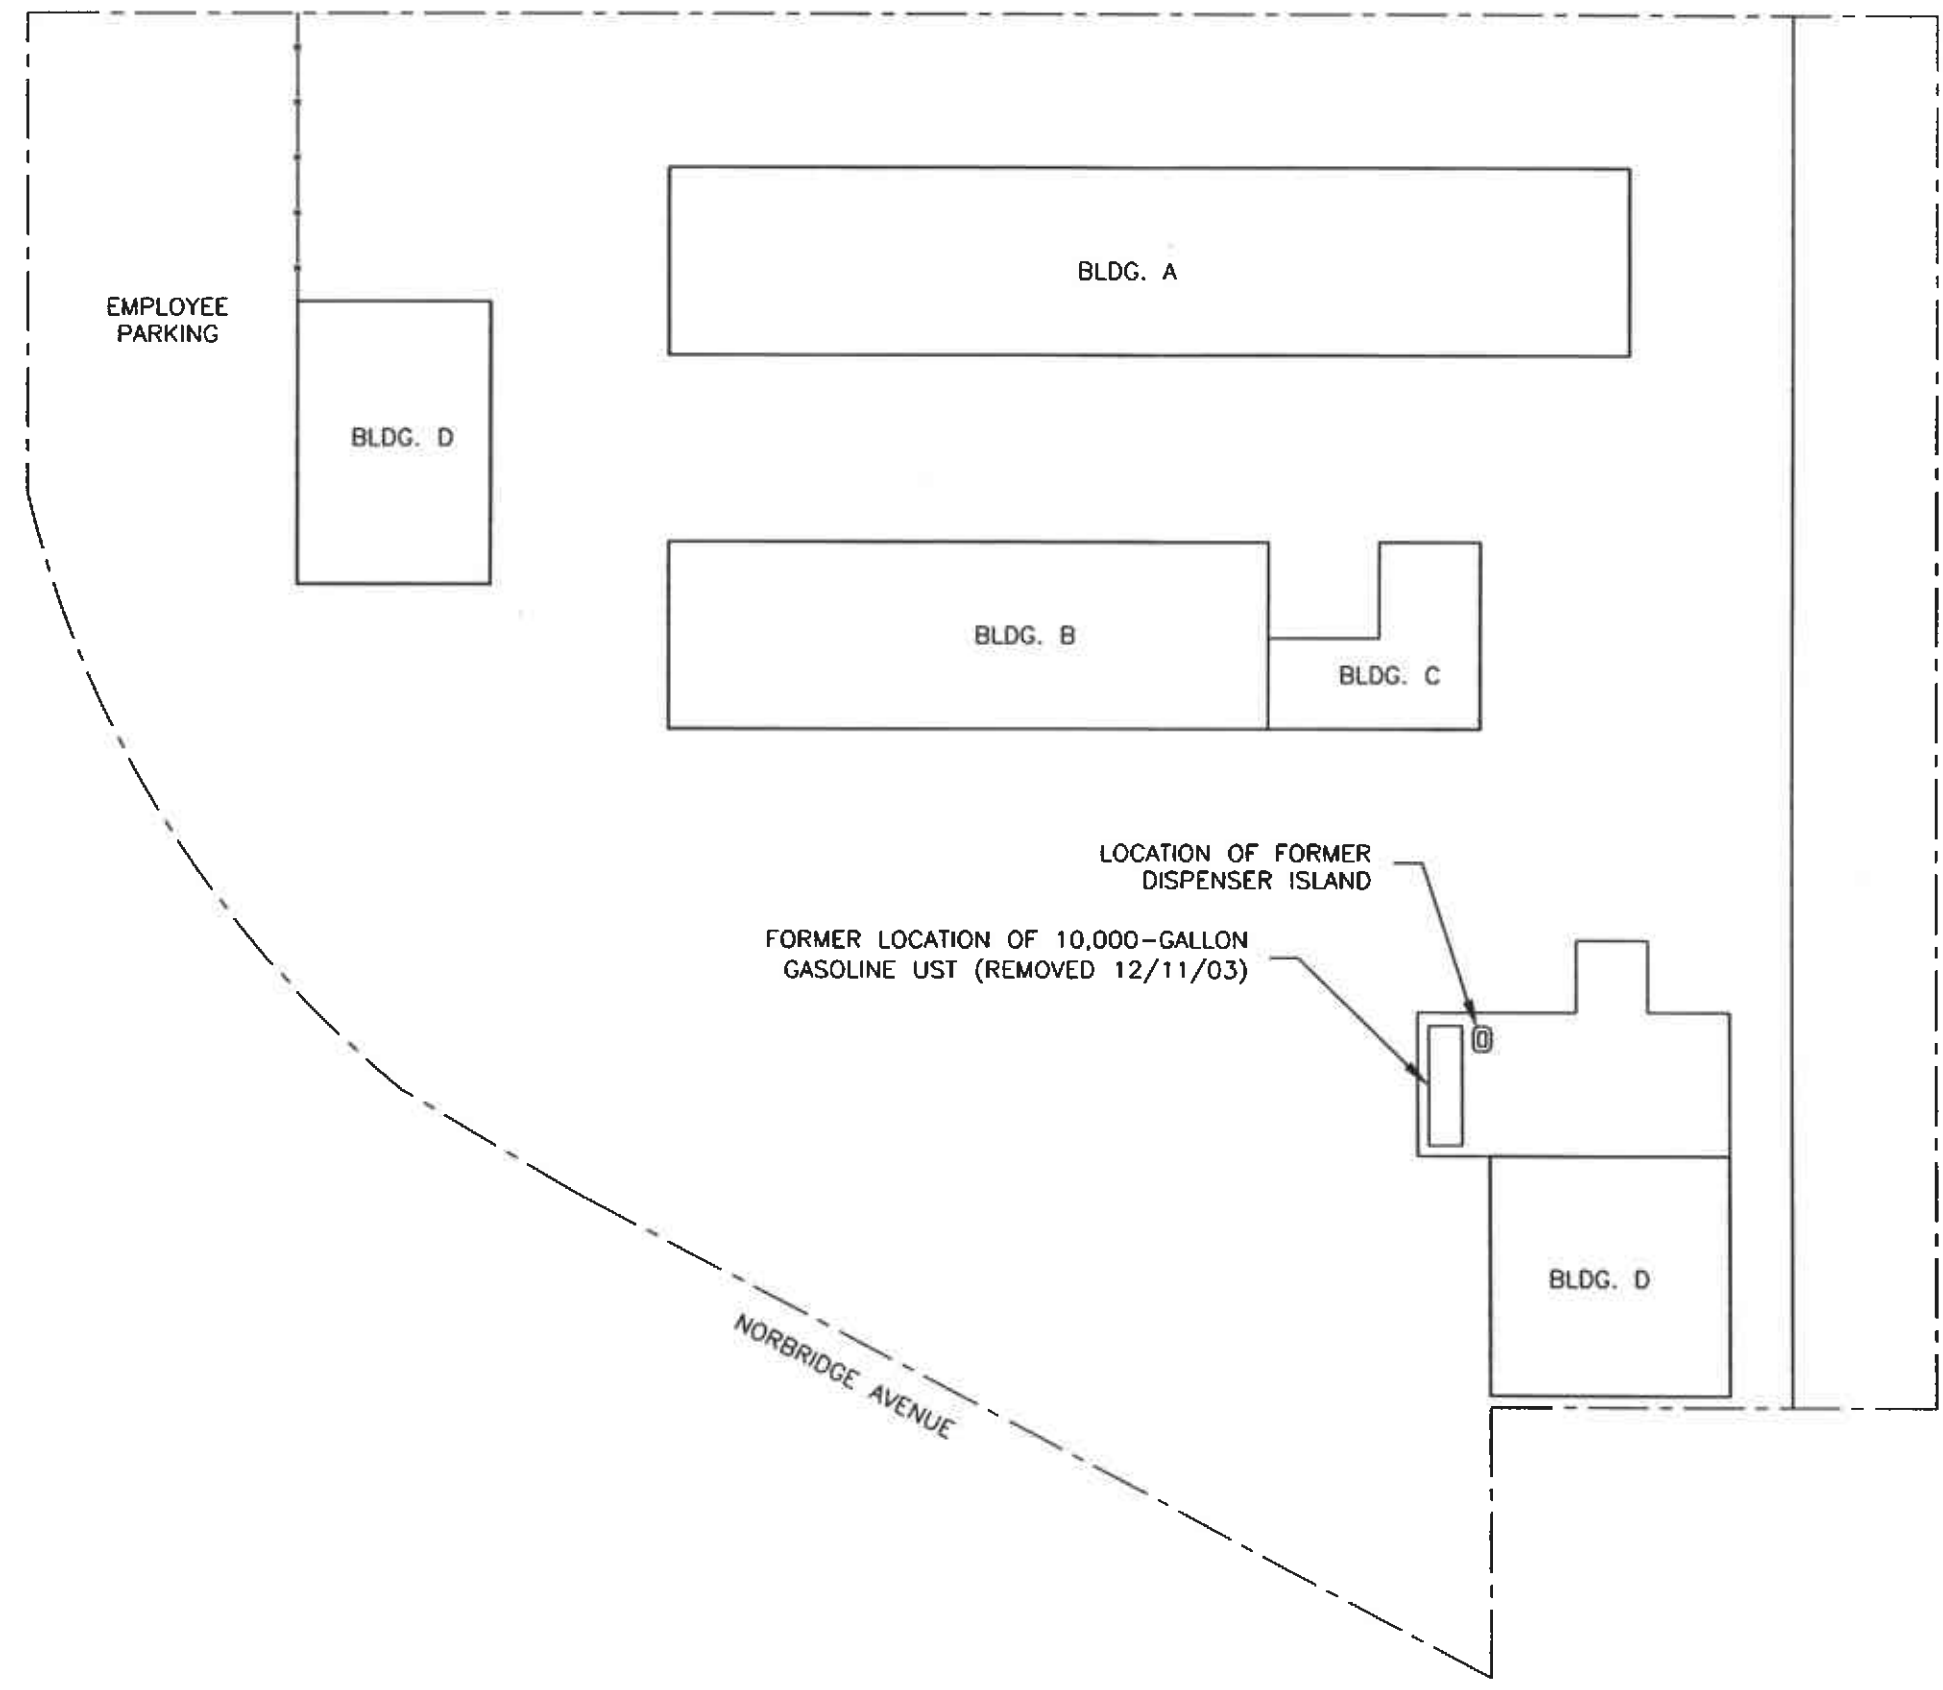 BLDG. A
EMPLOYEE
PARKING
BLDG. D
BLDG. B
BLDG. C
LOCATION OF FORMER
DISPENSER ISLAND
FORMER LOCATION OF 10,000-GALLON
GASOLINE UST (REMOVED 12/11/03)
BLDG. D
NORBRIDGE AVENUE